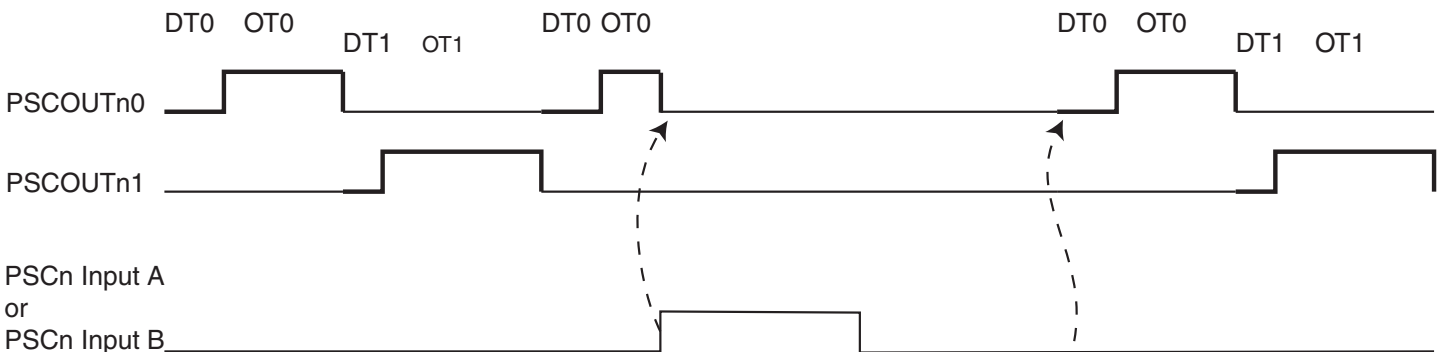 DT0 OT0 DT1 OT1 DT0 OT0 DT0 OT0 DT1 OT1
PSCOUTn0
PSCOUTn1
PSCn Input A
or
PSCn Input B